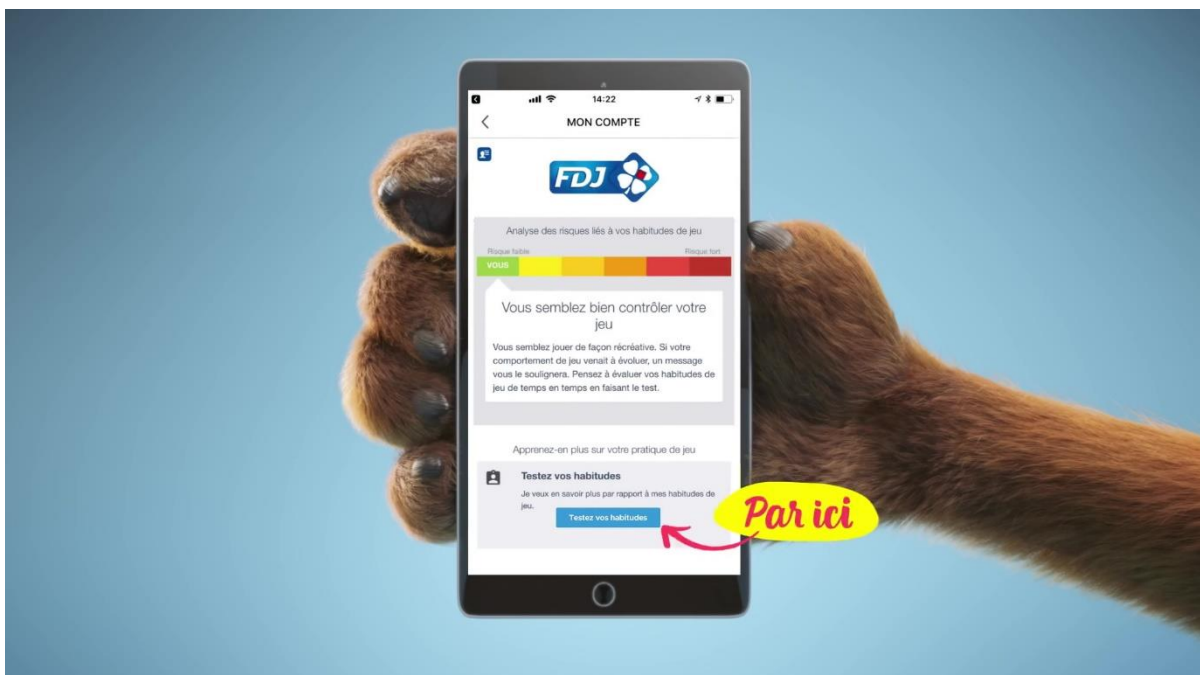 14:22
MON COMPTE
FDJ
Analyse des risques liés à vos habitudes de jeu
Risque faible
Risque fort
VOUS
Vous semblez bien contrôler votre
jeu
Vous semblez jouer de façon récréative. Si votre
comportement de jeu venait à évoluer, un message
vous le soulignera. Pensez à évaluer vos habitudes de
jeu de temps en temps en faisant le test.
Apprenez-en plus sur votre pratique de jeu
Testez vos habitudes
Je veux en savoir plus par rapport à mes habitudes de
jeu.
Testez vos habitudes
Par ici